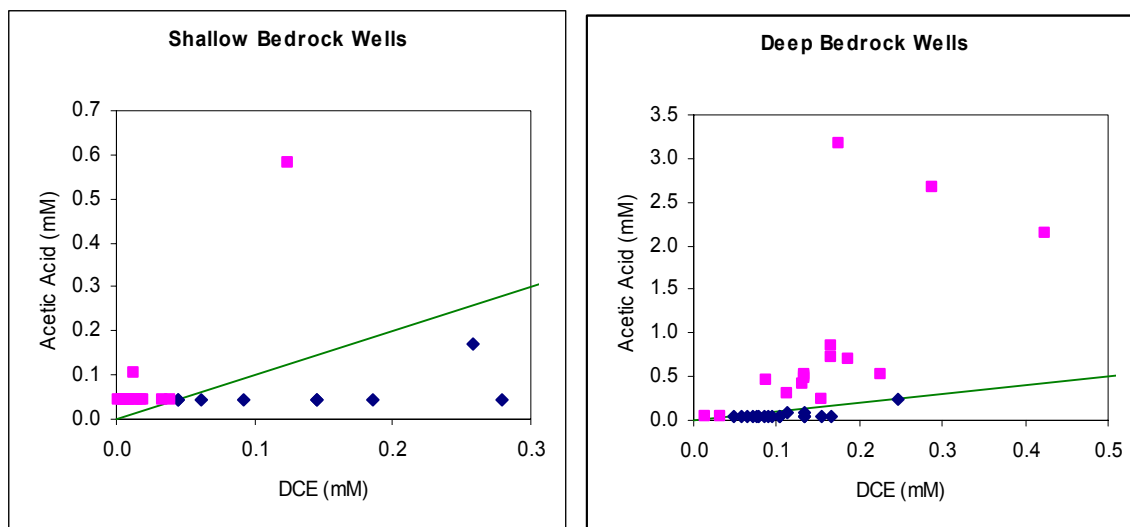 Shallow Bedrock Wells
0.7
0.6
0.5
0.4
0.3
0.2
0.1
0.0
Acetic Acid (mM)
0.0 0.1 0.2 0.3
DCE (mM)
Deep Bedrock Wells
3.5
3.0
2.5
2.0
1.5
1.0
0.5
0.0
Acetic Acid (mM)
0.0 0.1 0.2 0.3 0.4 0.5
DCE (mM)